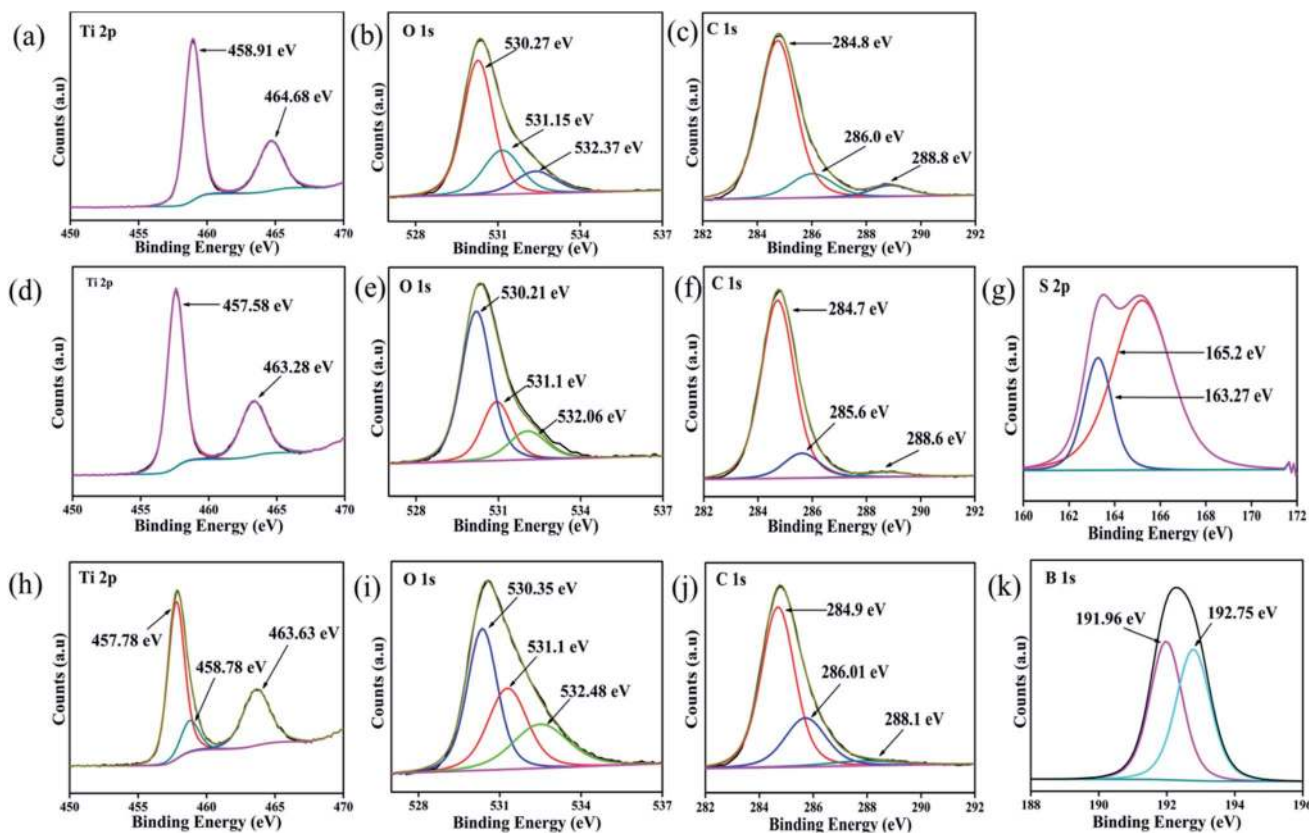 (a)
Ti 2p
458.91 eV
464.68 eV
Counts (a.u)
450 455 460 465 470
Binding Energy (eV)
(b)
O 1s
530.27 eV
531.15 eV
532.37 eV
Counts (a.u)
528 531 534 537
Binding Energy (eV)
(c)
C 1s
284.8 eV
286.0 eV
288.8 eV
Counts (a.u)
282 284 286 288 290 292
Binding Energy (eV)
(d)
Ti 2p
457.58 eV
463.28 eV
Counts (a.u)
450 455 460 465 470
Binding Energy (eV)
(e)
O 1s
530.21 eV
531.1 eV
532.06 eV
Counts (a.u)
528 531 534 537
Binding Energy (eV)
(f)
C 1s
284.7 eV
285.6 eV
288.6 eV
Counts (a.u)
282 284 286 288 290 292
Binding Energy (eV)
(g)
S 2p
165.2 eV
163.27 eV
Counts (a.u)
160 162 164 166 168 170 172
Binding Energy (eV)
(h)
Ti 2p
457.78 eV
458.78 eV
463.63 eV
Counts (a.u)
450 455 460 465 470
Binding Energy (eV)
(i)
O 1s
530.35 eV
531.1 eV
532.48 eV
Counts (a.u)
528 531 534 537
Binding Energy (eV)
(j)
C 1s
284.9 eV
286.01 eV
288.1 eV
Counts (a.u)
282 284 286 288 290 292
Binding Energy (eV)
(k)
B 1s
191.96 eV
192.75 eV
Counts (a.u)
188 190 192 194 196
Binding Energy (eV)